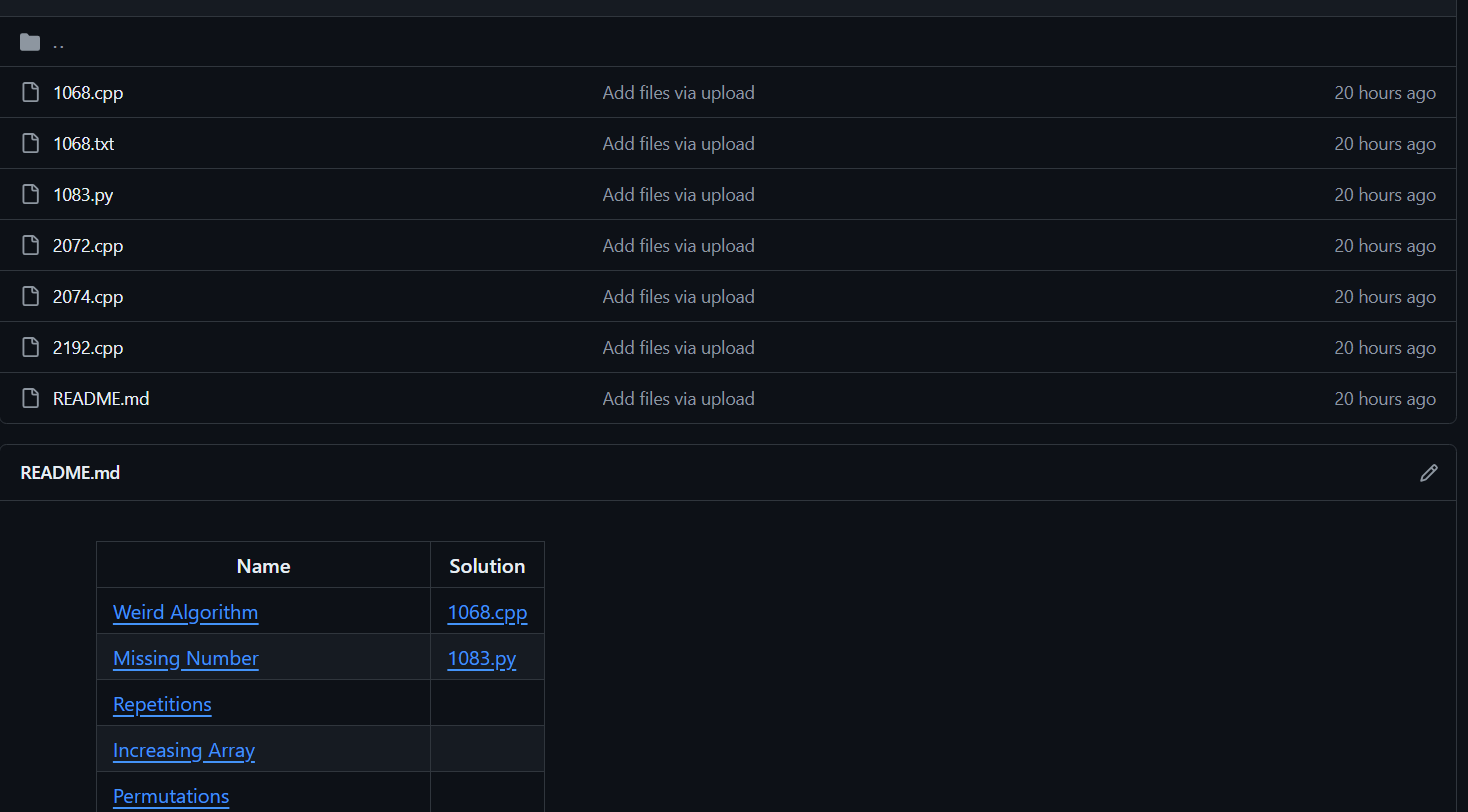 ..
1068.cpp Add files via upload 20 hours ago
1068.txt Add files via upload 20 hours ago
1083.py Add files via upload 20 hours ago
2072.cpp Add files via upload 20 hours ago
2074.cpp Add files via upload 20 hours ago
2192.cpp Add files via upload 20 hours ago
README.md Add files via upload 20 hours ago
README.md
Name Solution
Weird Algorithm 1068.cpp
Missing Number 1083.py
Repetitions
Increasing Array
Permutations